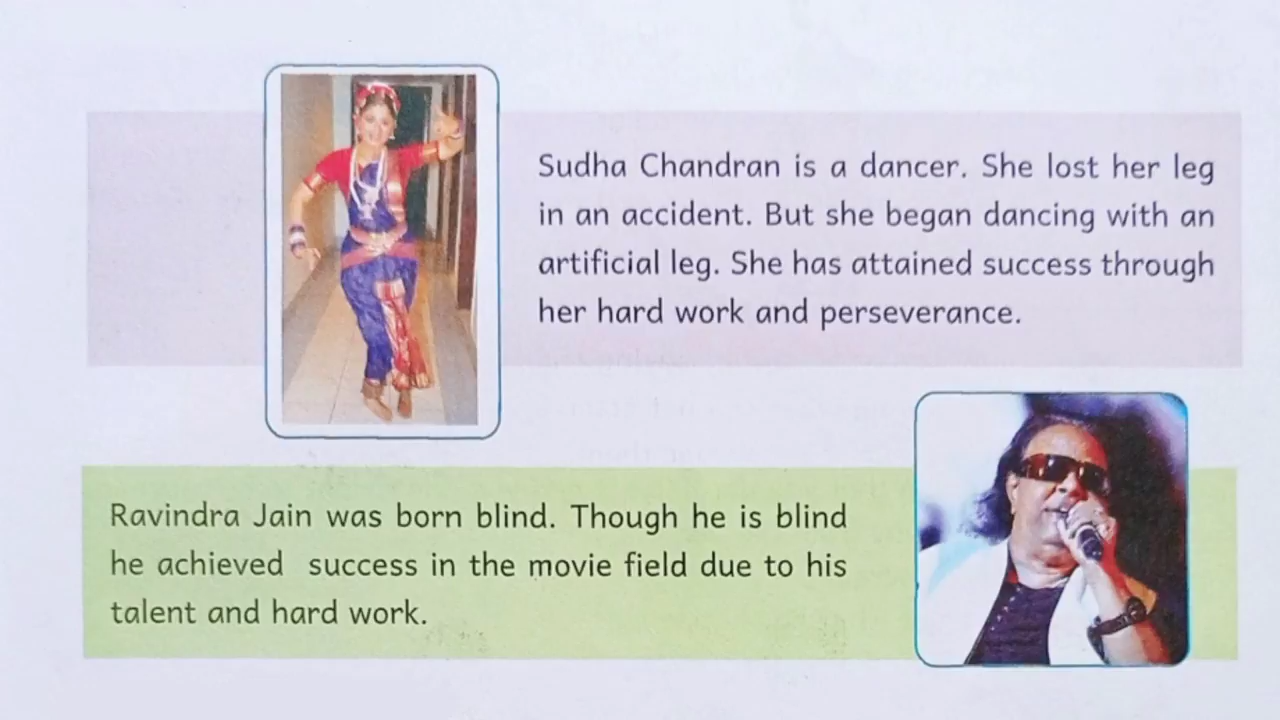 Sudha Chandran is a dancer. She lost her leg
in an accident. But she began dancing with an
artificial leg. She has attained success through
her hard work and perseverance.
Ravindra Jain was born blind. Though he is blind
he achieved success in the movie field due to his
talent and hard work.